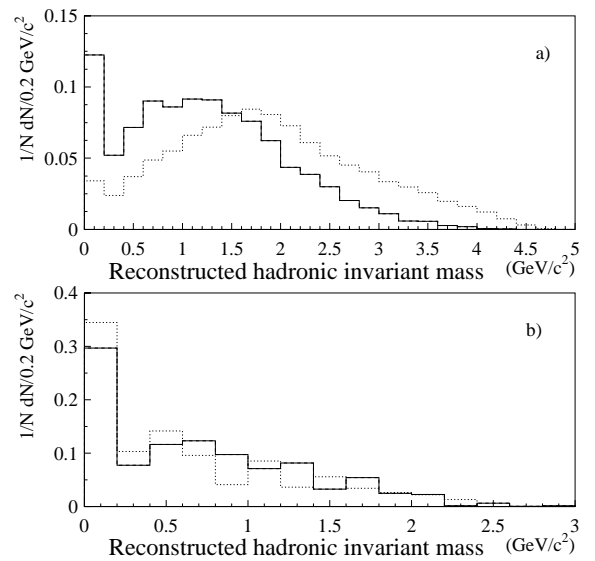 1/N dN/0.2 GeV/c²
0.15
0.1
0.05
0
a)
0 0.5 1 1.5 2 2.5 3 3.5 4 4.5 5
Reconstructed hadronic invariant mass (GeV/c²)
1/N dN/0.2 GeV/c²
0.4
0.3
0.2
0.1
0
b)
0 0.5 1 1.5 2 2.5 3
Reconstructed hadronic invariant mass (GeV/c²)